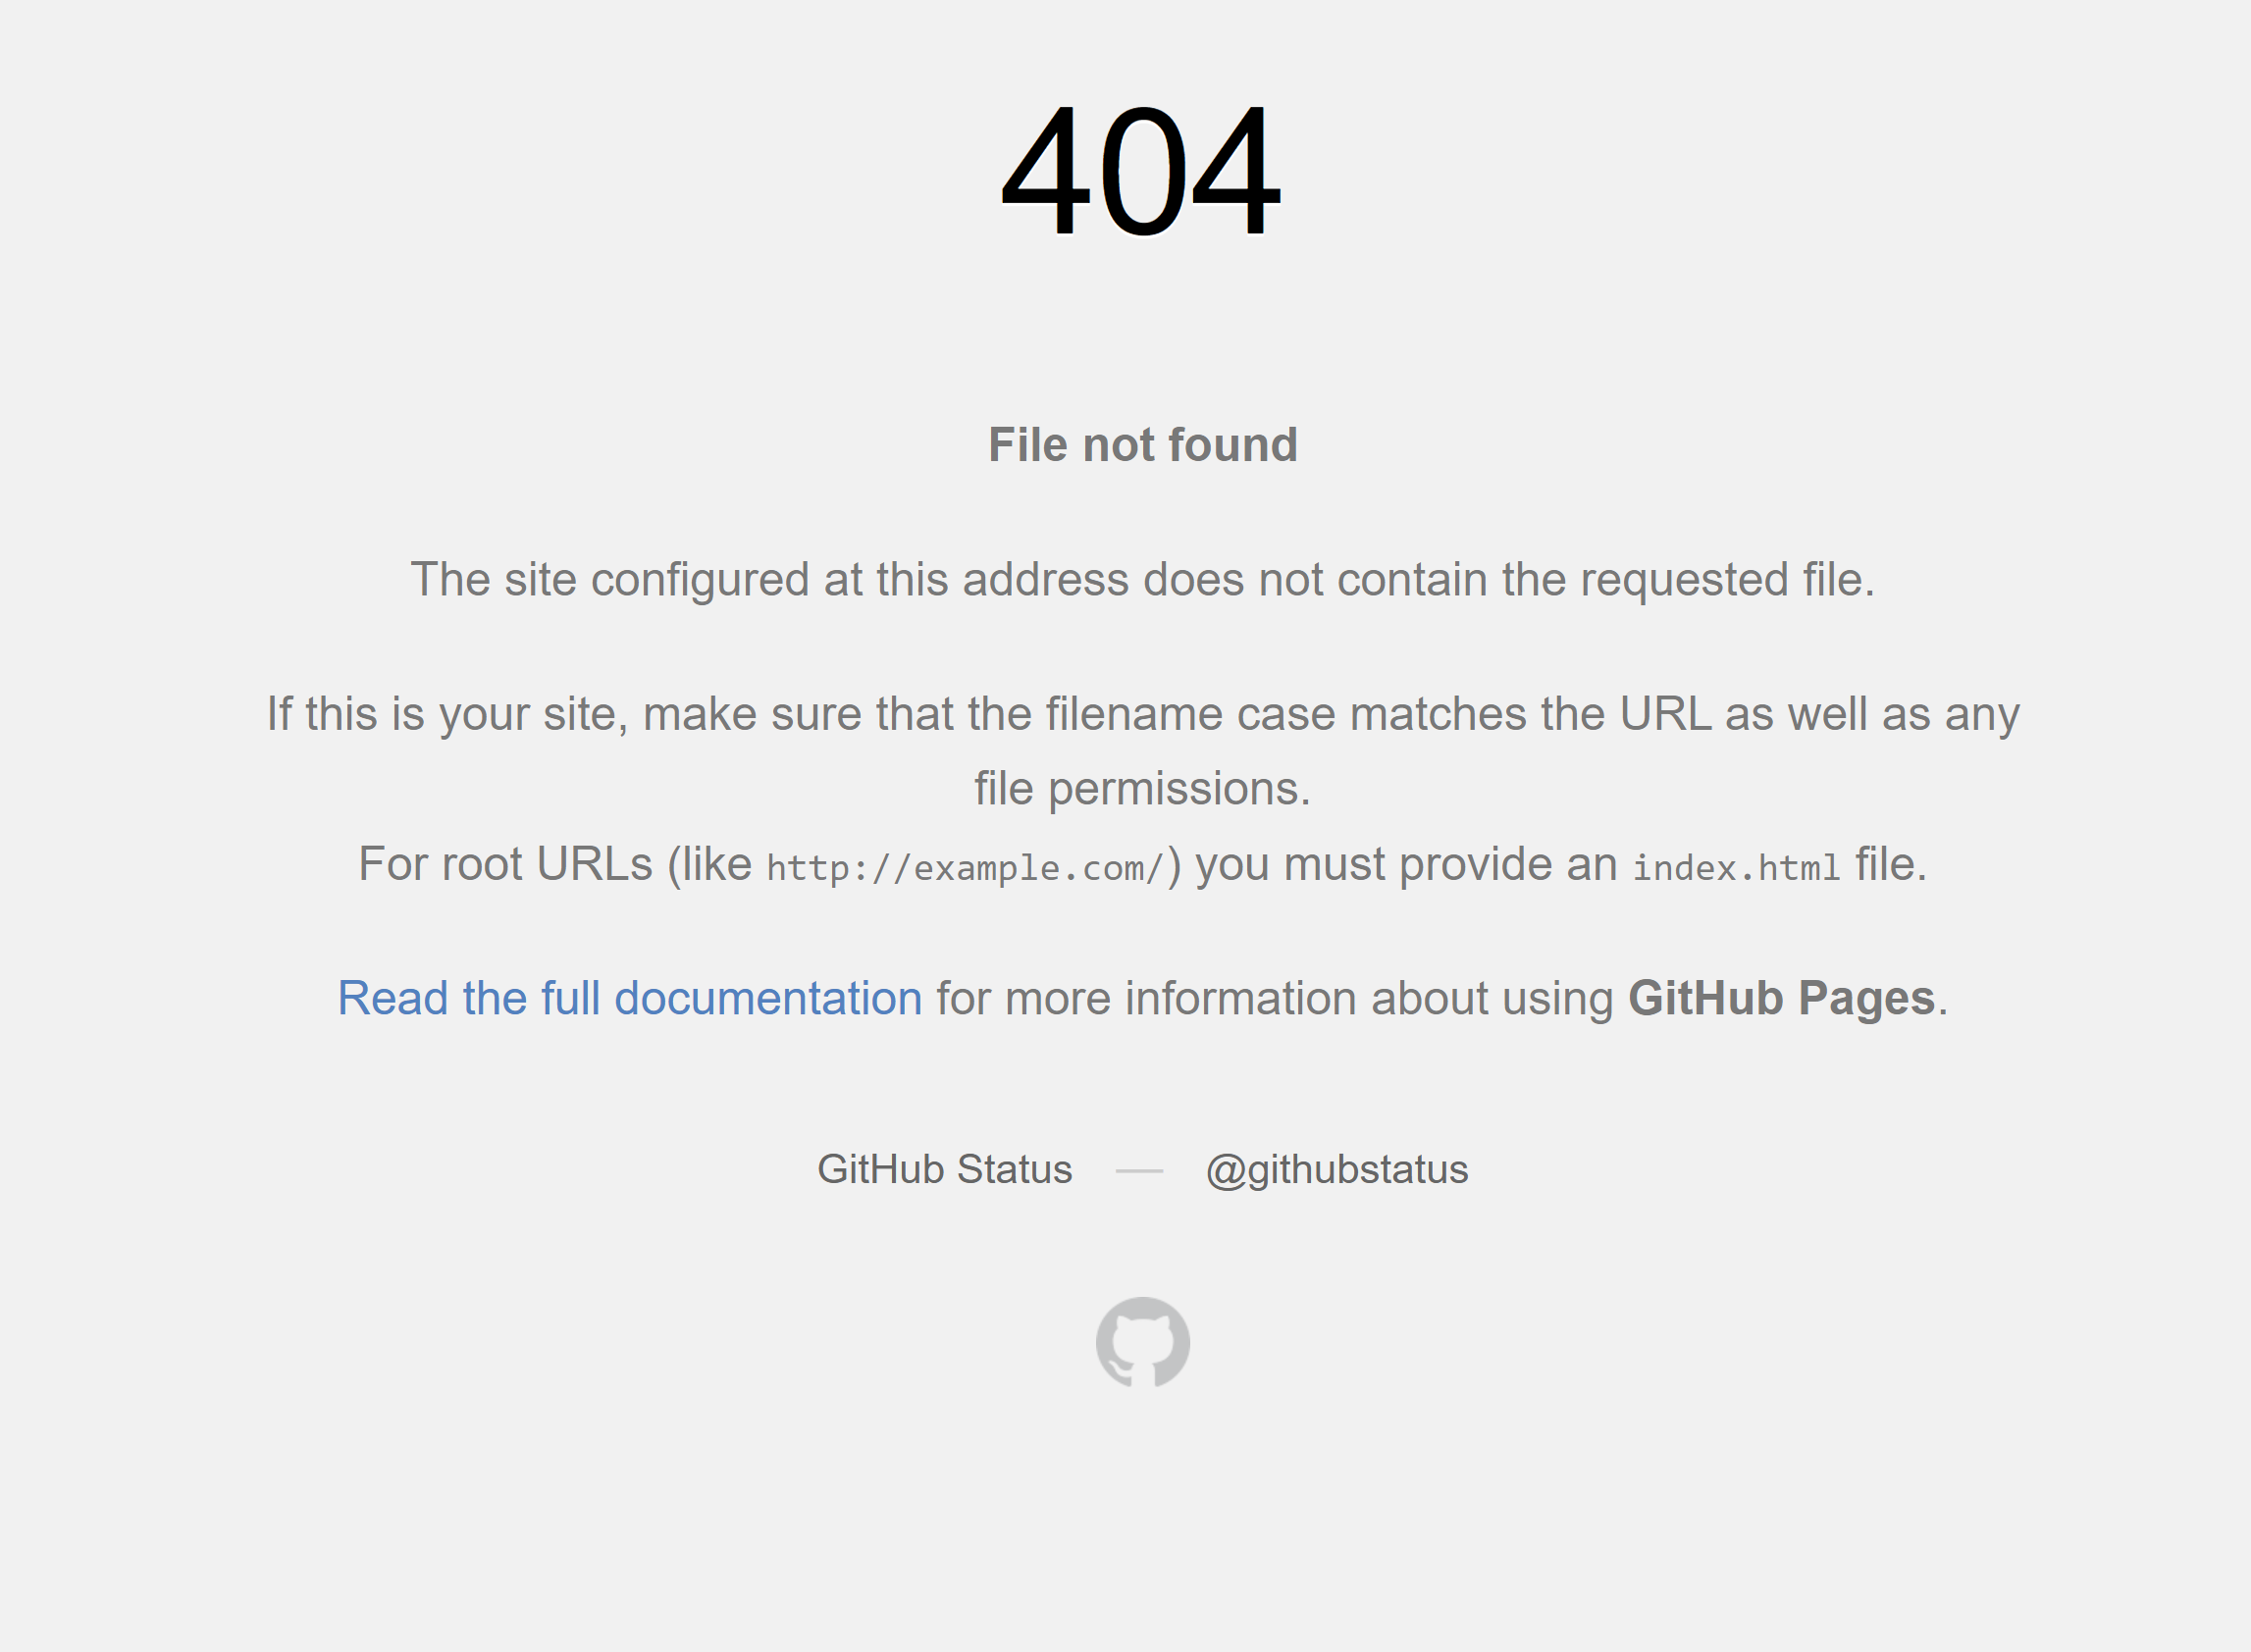 404
File not found
The site configured at this address does not contain the requested file.
If this is your site, make sure that the filename case matches the URL as well as any
file permissions.
For root URLs (like http://example.com/) you must provide an index.html file.
Read the full documentation for more information about using GitHub Pages.
GitHub Status — @githubstatus